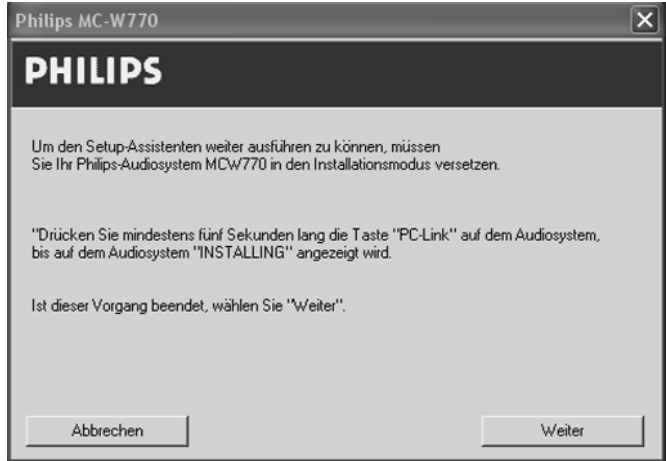 Philips MC-W770
PHILIPS
Um den Setup-Assistenten weiter ausführen zu können, müssen
Sie Ihr Philips-Audiosystem MCW770 in den Installationsmodus versetzen.
"Drücken Sie mindestens fünf Sekunden lang die Taste "PC-Link" auf dem Audiosystem,
bis auf dem Audiosystem "INSTALLING" angezeigt wird.
Ist dieser Vorgang beendet, wählen Sie "Weiter".
Abbrechen
Weiter